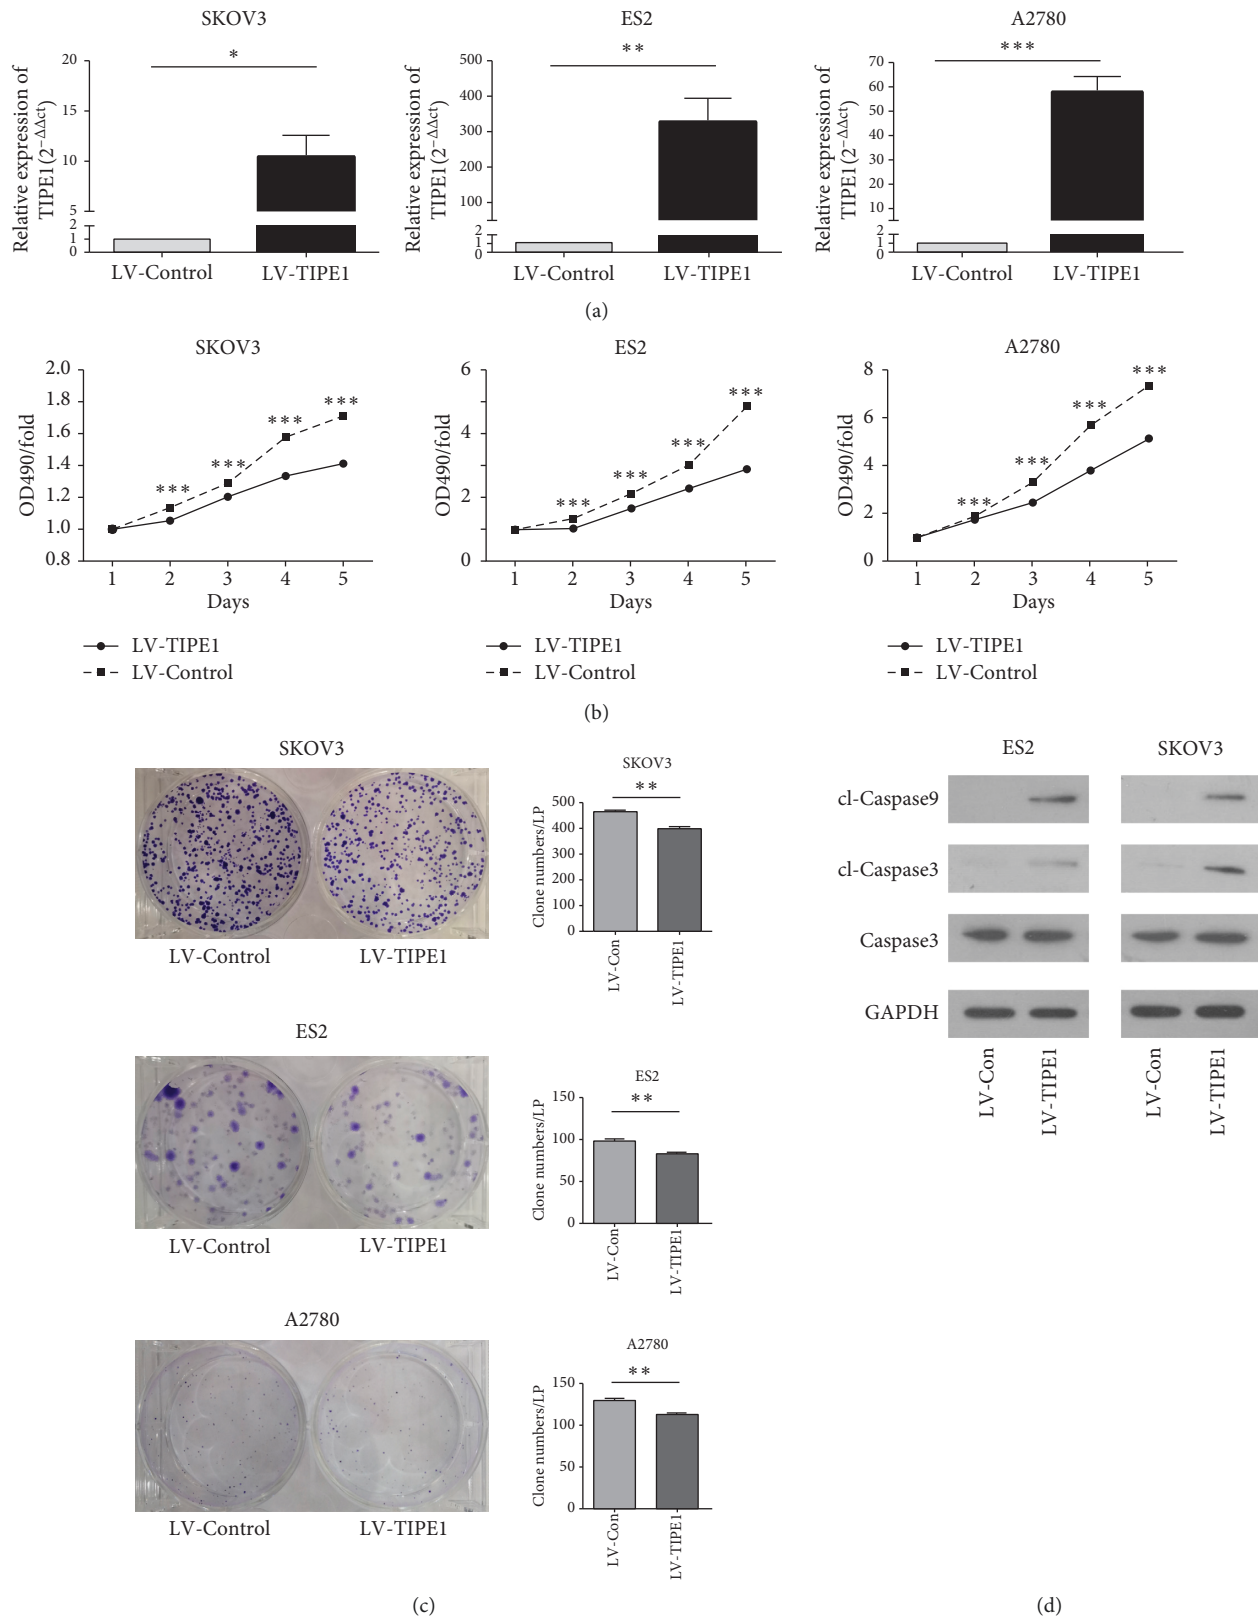 SKOV3
ES2
A2780
* 
** 
***
Relative expression of
TIPE1 (2−ΔΔct)
20
15
10
5
2
1
0
LV-Control
LV-TIPE1
Relative expression of
TIPE1 (2−ΔΔct)
500
400
300
200
100
2
1
0
LV-Control
LV-TIPE1
Relative expression of
TIPE1 (2−ΔΔct)
70
60
50
40
30
20
10
2
1
0
LV-Control
LV-TIPE1
(a)
SKOV3
OD490/fold
2.0
1.8
1.6
1.4
1.2
1.0
0.8
*** *** *** ***
1 2 3 4 5
Days
LV-TIPE1
LV-Control
ES2
OD490/fold
6
4
2
0
*** *** *** ***
1 2 3 4 5
Days
LV-TIPE1
LV-Control
A2780
OD490/fold
8
6
4
2
0
*** *** *** ***
1 2 3 4 5
Days
LV-TIPE1
LV-Control
(b)
SKOV3
LV-Control
LV-TIPE1
SKOV3
**
Clone numbers/LP
500
400
300
200
100
0
LV-Con
LV-TIPE1
ES2
LV-Control
LV-TIPE1
ES2
**
Clone numbers/LP
150
100
50
0
LV-Con
LV-TIPE1
A2780
LV-Control
LV-TIPE1
A2780
**
Clone numbers/LP
150
100
50
0
LV-Con
LV-TIPE1
(c)
ES2
SKOV3
cl-Caspase9
cl-Caspase3
Caspase3
GAPDH
LV-Con
LV-TIPE1
LV-Con
LV-TIPE1
(d)